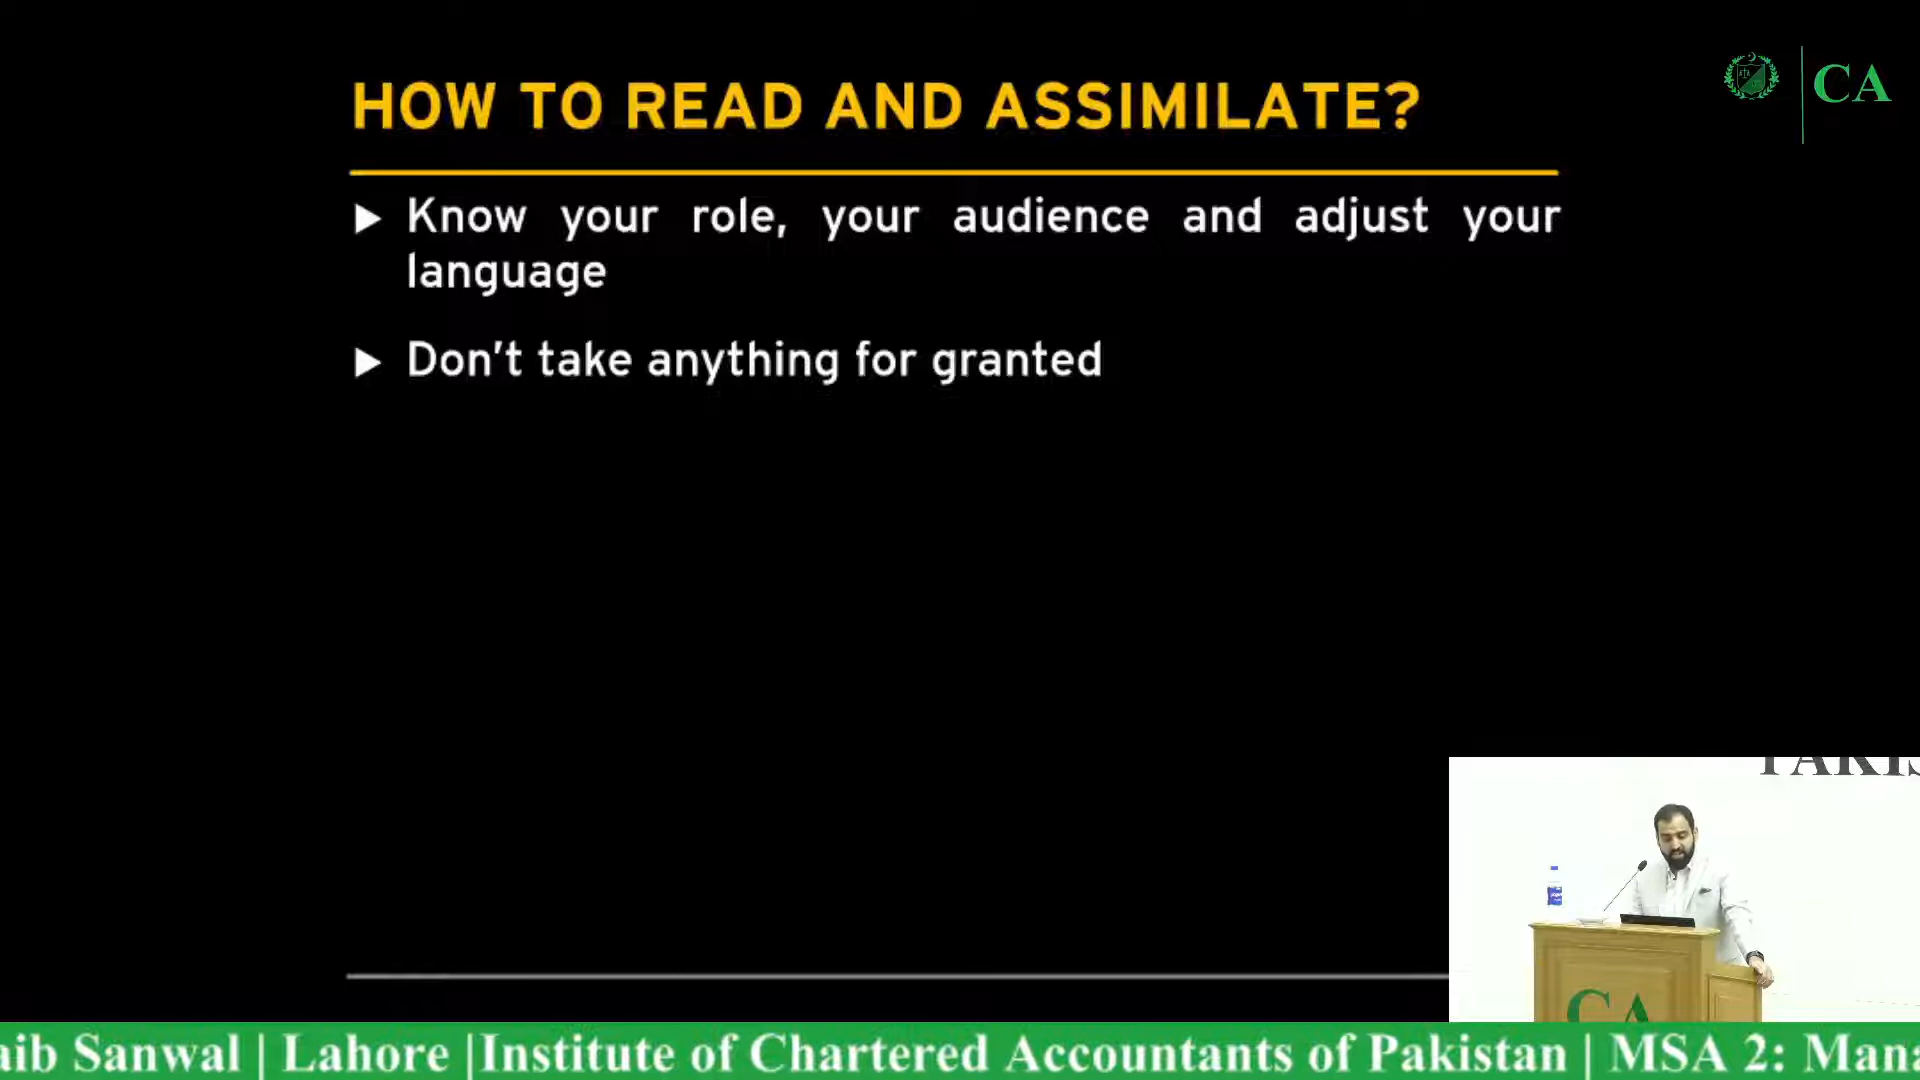 CA
HOW TO READ AND ASSIMILATE?
Know your role, your audience and adjust your
language
Don't take anything for granted
CA
Sanwal | Lahore |Institute of Chartered Accountants of Pakistan | MSA 2: